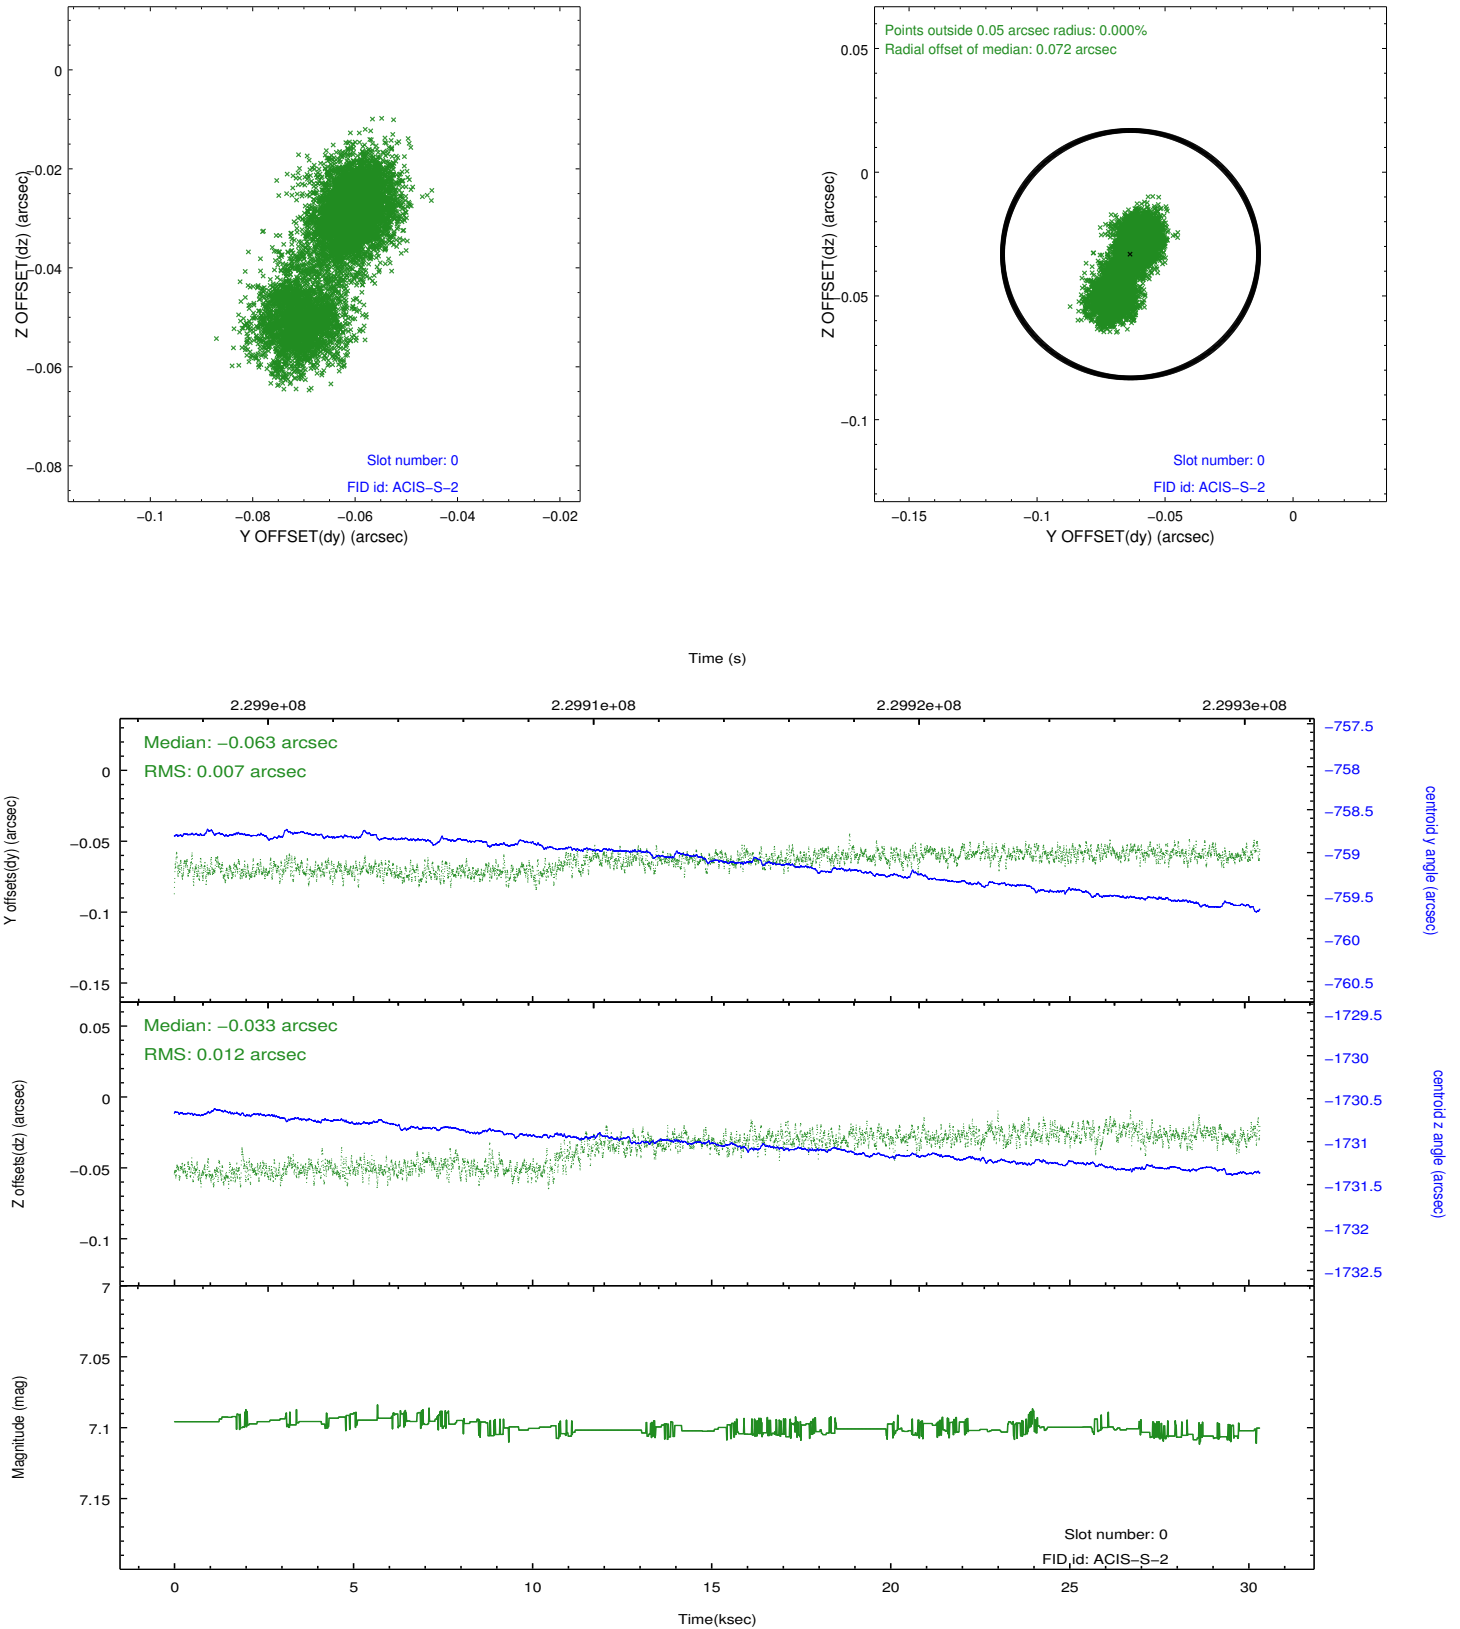 0
−0.02
−0.04
−0.06
−0.08
Z OFFSET(dz) (arcsec)
Slot number: 0
FID id: ACIS−S−2
−0.1
−0.08
−0.06
−0.04
−0.02
Y OFFSET(dy) (arcsec)
Points outside 0.05 arcsec radius: 0.000%
Radial offset of median: 0.072 arcsec
0.05
0
−0.05
−0.1
Z OFFSET(dz) (arcsec)
Slot number: 0
FID id: ACIS−S−2
−0.15
−0.1
−0.05
0
Y OFFSET(dy) (arcsec)
Time (s)
2.299e+08
2.2991e+08
2.2992e+08
2.2993e+08
Median: −0.063 arcsec
RMS: 0.007 arcsec
0
−0.05
−0.1
−0.15
Y offsets(dy) (arcsec)
−757.5
−758
−758.5
−759
−759.5
−760
−760.5
centroid y angle (arcsec)
Median: −0.033 arcsec
RMS: 0.012 arcsec
0.05
0
−0.05
−0.1
Z offsets(dz) (arcsec)
−1729.5
−1730
−1730.5
−1731
−1731.5
−1732
−1732.5
centroid z angle (arcsec)
7
7.05
7.1
7.15
Magnitude (mag)
Slot number: 0
FID id: ACIS−S−2
0
5
10
15
20
25
30
Time(ksec)